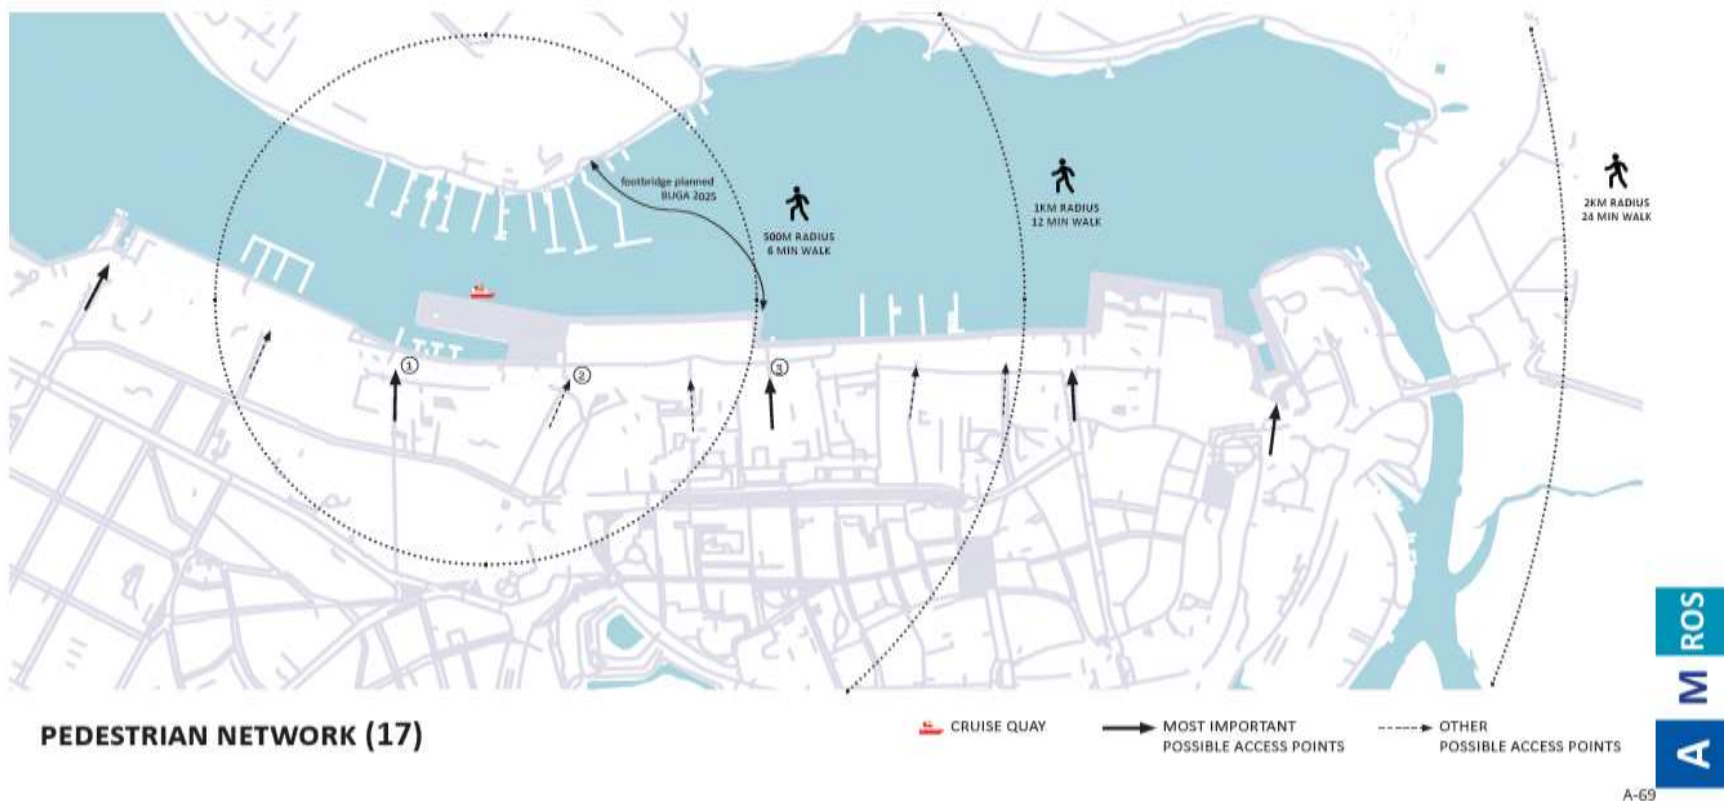 footbridge planned
BUGA 2025
500M RADIUS
6 MIN WALK
1KM RADIUS
12 MIN WALK
2KM RADIUS
24 MIN WALK
1
2
3
PEDESTRIAN NETWORK (17)
CRUISE QUAY
MOST IMPORTANT
POSSIBLE ACCESS POINTS
OTHER
POSSIBLE ACCESS POINTS
ROS
M
A
A-69